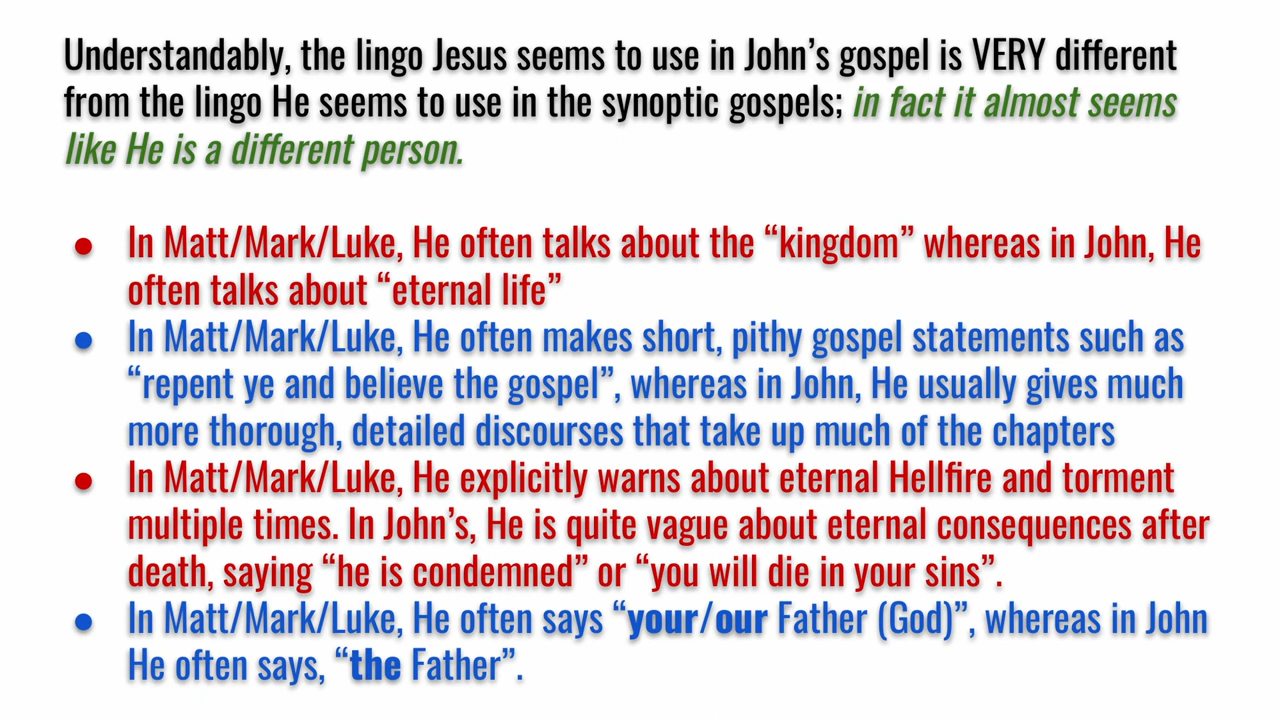 Understandably, the lingo Jesus seems to use in John’s gospel is VERY different
from the lingo He seems to use in the synoptic gospels; in fact it almost seems
like He is a different person.
● In Matt/Mark/Luke, He often talks about the “kingdom” whereas in John, He
often talks about “eternal life”
● In Matt/Mark/Luke, He often makes short, pithy gospel statements such as
“repent ye and believe the gospel”, whereas in John, He usually gives much
more thorough, detailed discourses that take up much of the chapters
● In Matt/Mark/Luke, He explicitly warns about eternal Hellfire and torment
multiple times. In John’s, He is quite vague about eternal consequences after
death, saying “he is condemned” or “you will die in your sins”.
● In Matt/Mark/Luke, He often says “your/our Father (God)”, whereas in John
He often says, “the Father”.